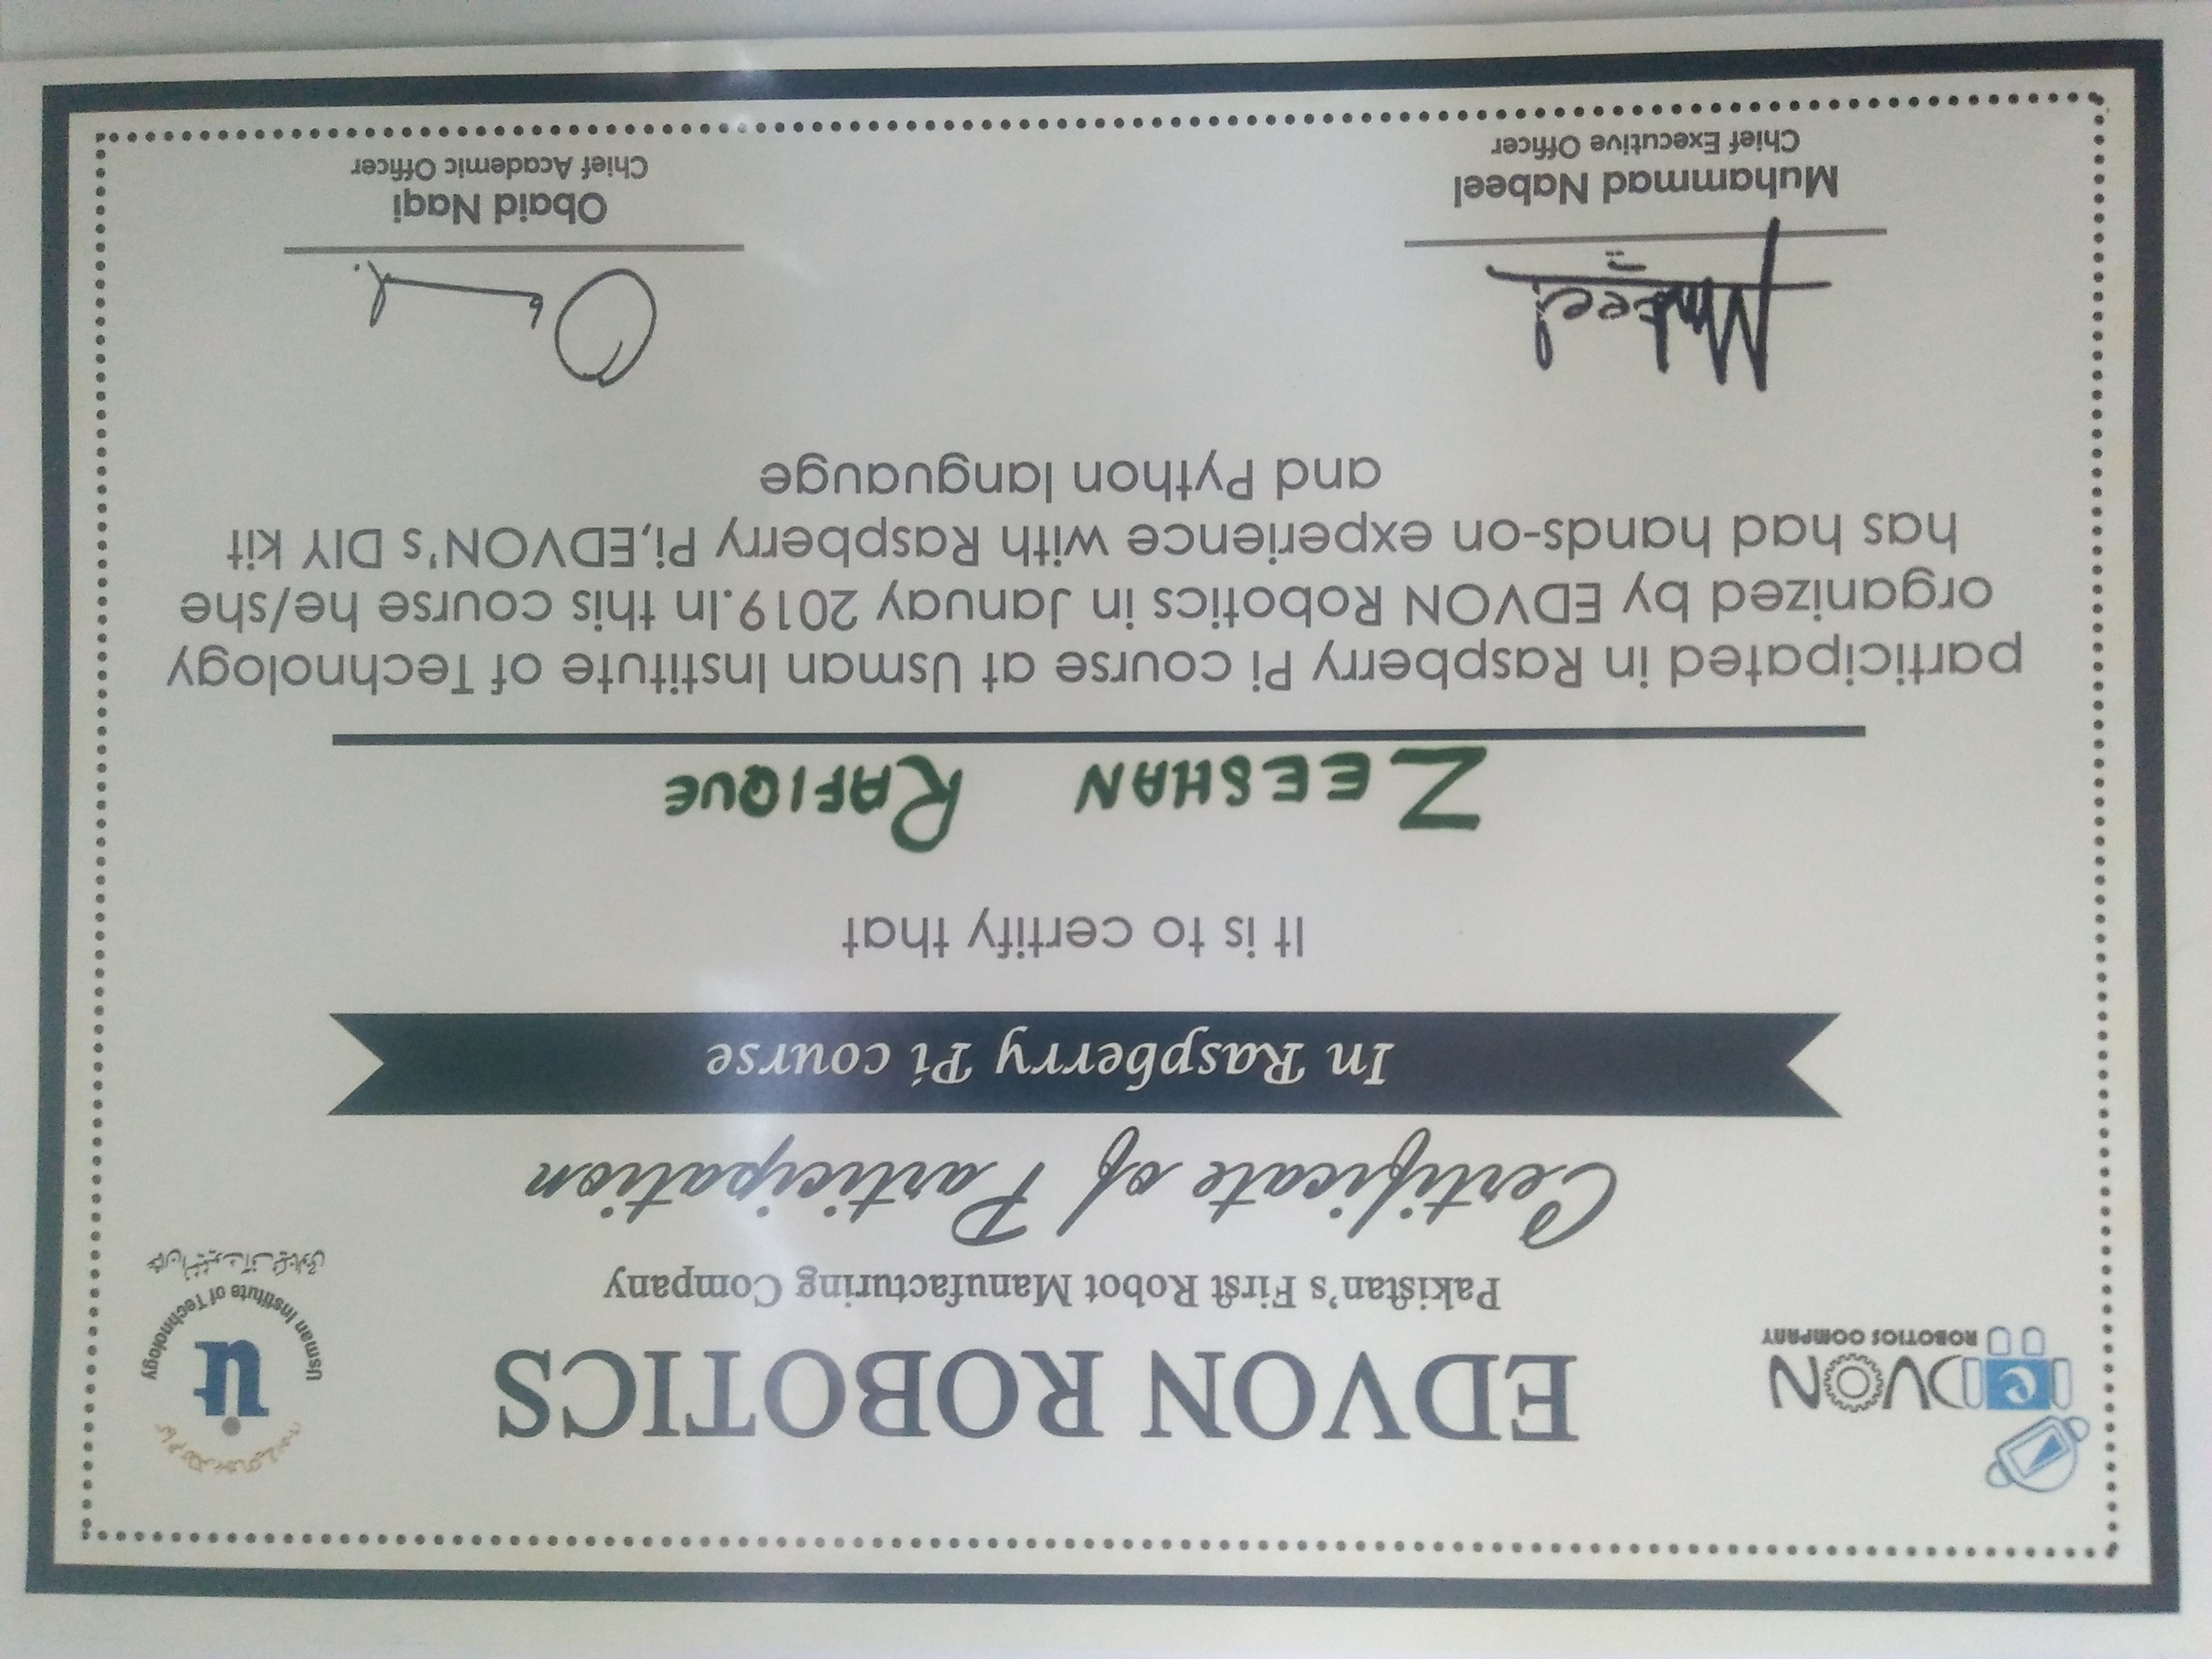 EDVON
ROBOTICS COMPANY
EDVON ROBOTICS
Pakistan's First Robot Manufacturing Company
Usman Institute of Technology
عثمان انسٹیٹیوٹ آف ٹیکنالوجی
Certificate of Participation
In Raspberry Pi course
It is to certify that
ZEESHAN RAFIQUE
participated in Raspberry Pi course at Usman Institute of Technology
organized by EDVON Robotics in Januay 2019.In this course he/she
has had hands-on experience with Raspberry Pi,EDVON's DIY kit
and Python languauge
Muhammad Nabeel
Chief Executive Officer
Obaid Naqi
Chief Academic Officer